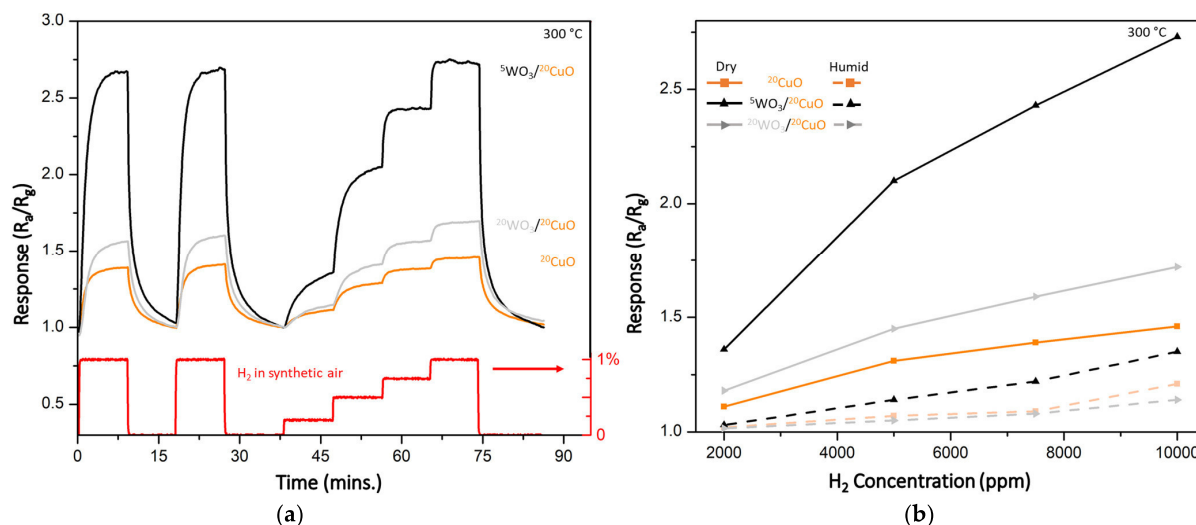 300 °C
⁵WO₃/²⁰CuO
²⁰WO₃/²⁰CuO
²⁰CuO
H₂ in synthetic air
1%
0
3.0
2.5
2.0
1.5
1.0
0.5
Response (Rₐ/R_g)
0 15 30 45 60 75 90
Time (mins.)
(a)
300 °C
Dry Humid
²⁰CuO
⁵WO₃/²⁰CuO
²⁰WO₃/²⁰CuO
2.5
2.0
1.5
1.0
Response (Rₐ/R_g)
2000 4000 6000 8000 10000
H₂ Concentration (ppm)
(b)